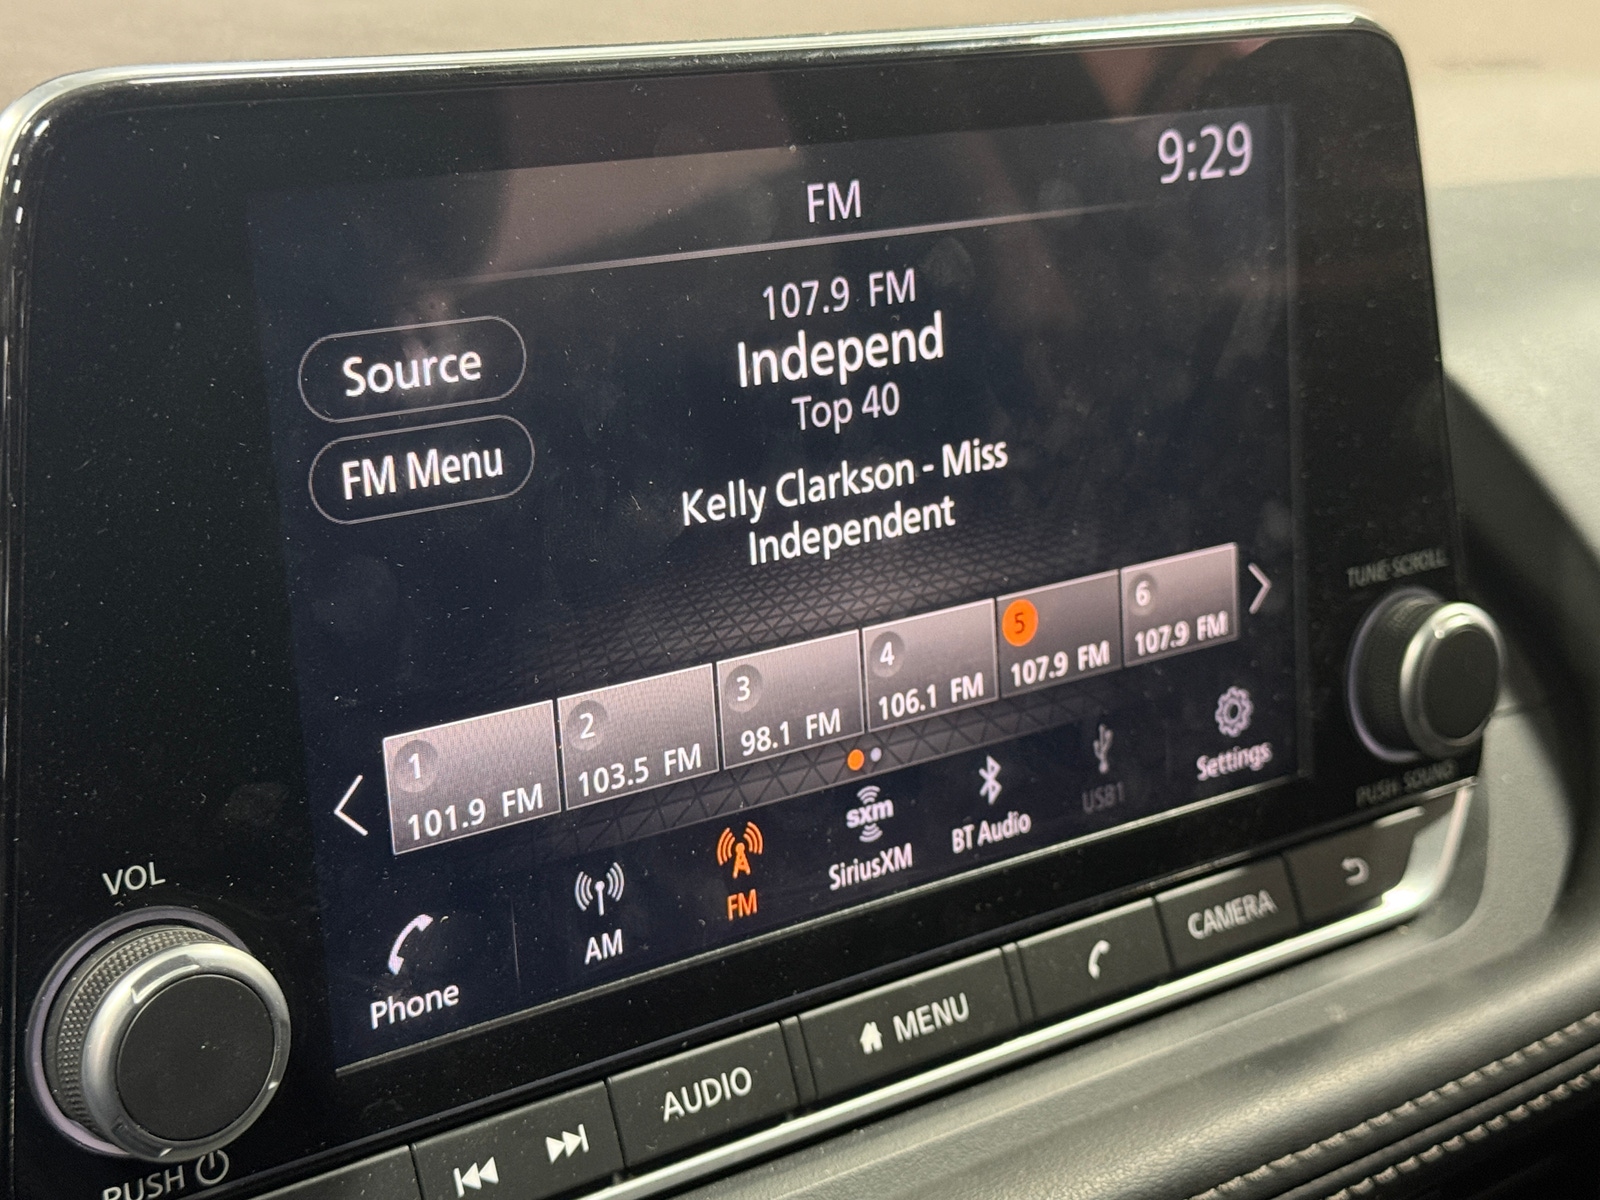 9:29
FM
107.9 FM
Independ
Top 40
Kelly Clarkson - Miss
Independent
Source
FM Menu
1
101.9 FM
2
103.5 FM
3
98.1 FM
4
106.1 FM
5
107.9 FM
6
107.9 FM
Phone
AM
FM
sxm
SiriusXM
BT Audio
USB1
Settings
VOL
PUSH
TUNE·SCROLL
PUSH·SOUND
AUDIO
MENU
CAMERA